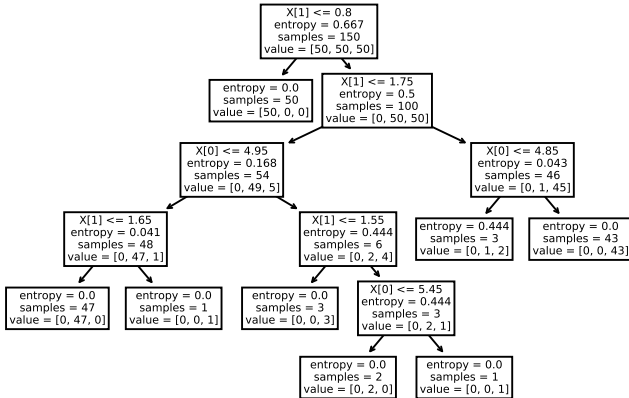 X[1] <= 0.8
entropy = 0.667
samples = 150
value = [50, 50, 50]
entropy = 0.0
samples = 50
value = [50, 0, 0]
X[1] <= 1.75
entropy = 0.5
samples = 100
value = [0, 50, 50]
X[0] <= 4.95
entropy = 0.168
samples = 54
value = [0, 49, 5]
X[0] <= 4.85
entropy = 0.043
samples = 46
value = [0, 1, 45]
X[1] <= 1.65
entropy = 0.041
samples = 48
value = [0, 47, 1]
X[1] <= 1.55
entropy = 0.444
samples = 6
value = [0, 2, 4]
entropy = 0.444
samples = 3
value = [0, 1, 2]
entropy = 0.0
samples = 43
value = [0, 0, 43]
entropy = 0.0
samples = 47
value = [0, 47, 0]
entropy = 0.0
samples = 1
value = [0, 0, 1]
entropy = 0.0
samples = 3
value = [0, 0, 3]
X[0] <= 5.45
entropy = 0.444
samples = 3
value = [0, 2, 1]
entropy = 0.0
samples = 2
value = [0, 2, 0]
entropy = 0.0
samples = 1
value = [0, 0, 1]